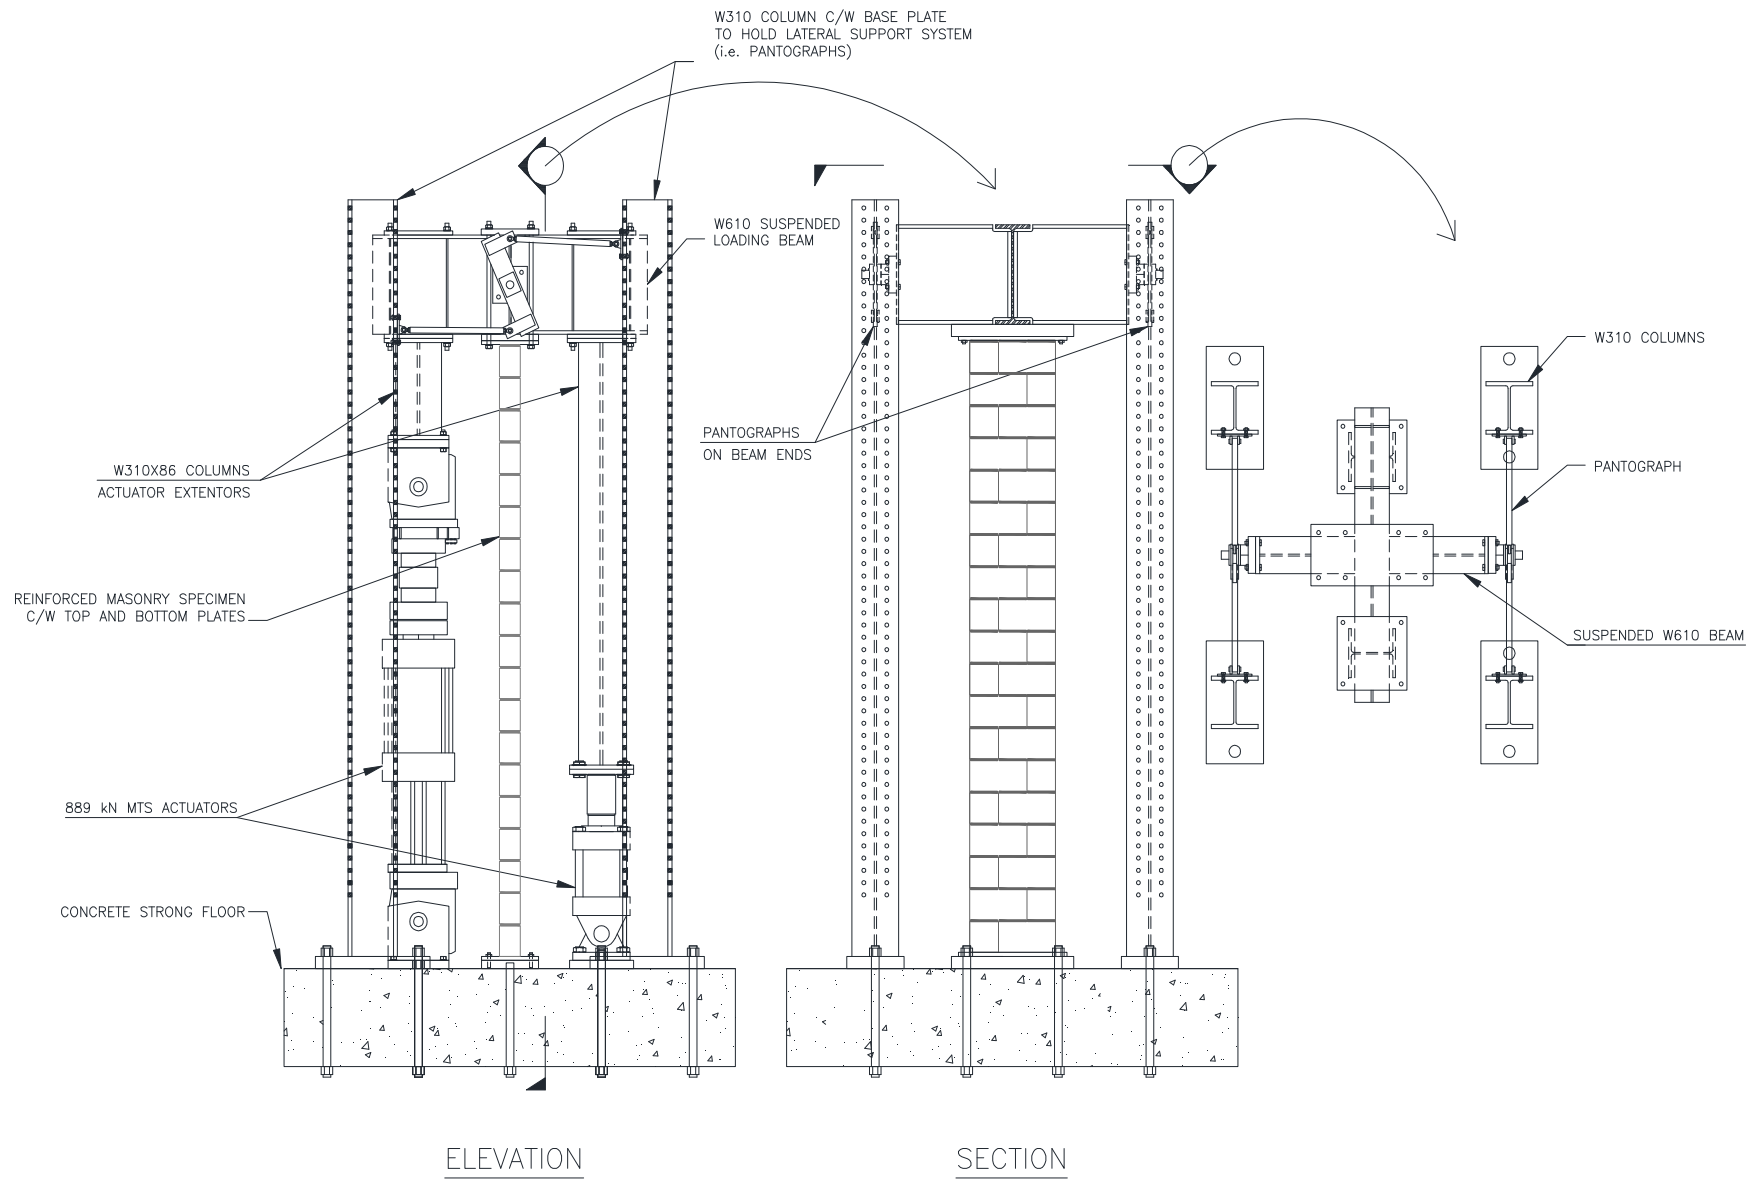 W310 COLUMN C/W BASE PLATE
TO HOLD LATERAL SUPPORT SYSTEM
(i.e. PANTOGRAPHS)
W610 SUSPENDED
LOADING BEAM
W310 COLUMNS
PANTOGRAPHS
ON BEAM ENDS
W310X86 COLUMNS
ACTUATOR EXTENTORS
PANTOGRAPH
REINFORCED MASONRY SPECIMEN
C/W TOP AND BOTTOM PLATES
SUSPENDED W610 BEAM
889 kN MTS ACTUATORS
CONCRETE STRONG FLOOR
ELEVATION
SECTION